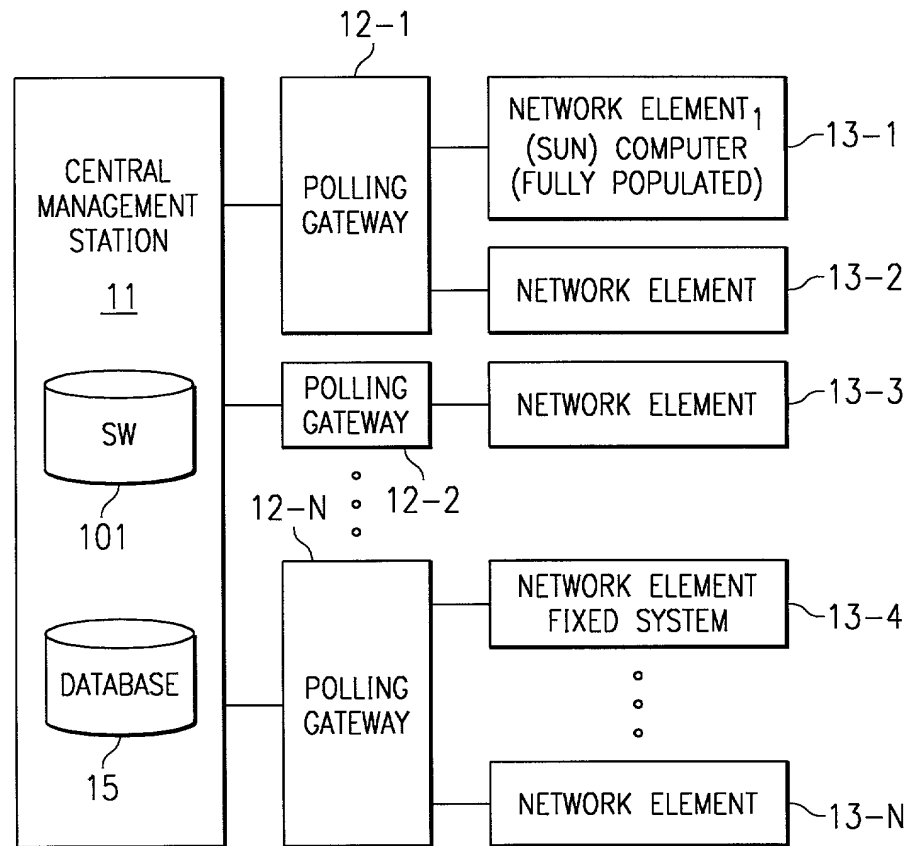 12-1
CENTRAL
MANAGEMENT
STATION
11
SW
101
DATABASE
15
POLLING
GATEWAY
NETWORK ELEMENT1
(SUN) COMPUTER
(FULLY POPULATED)
13-1
NETWORK ELEMENT
13-2
POLLING
GATEWAY
12-2
NETWORK ELEMENT
13-3
12-N
POLLING
GATEWAY
NETWORK ELEMENT
FIXED SYSTEM
13-4
NETWORK ELEMENT
13-N